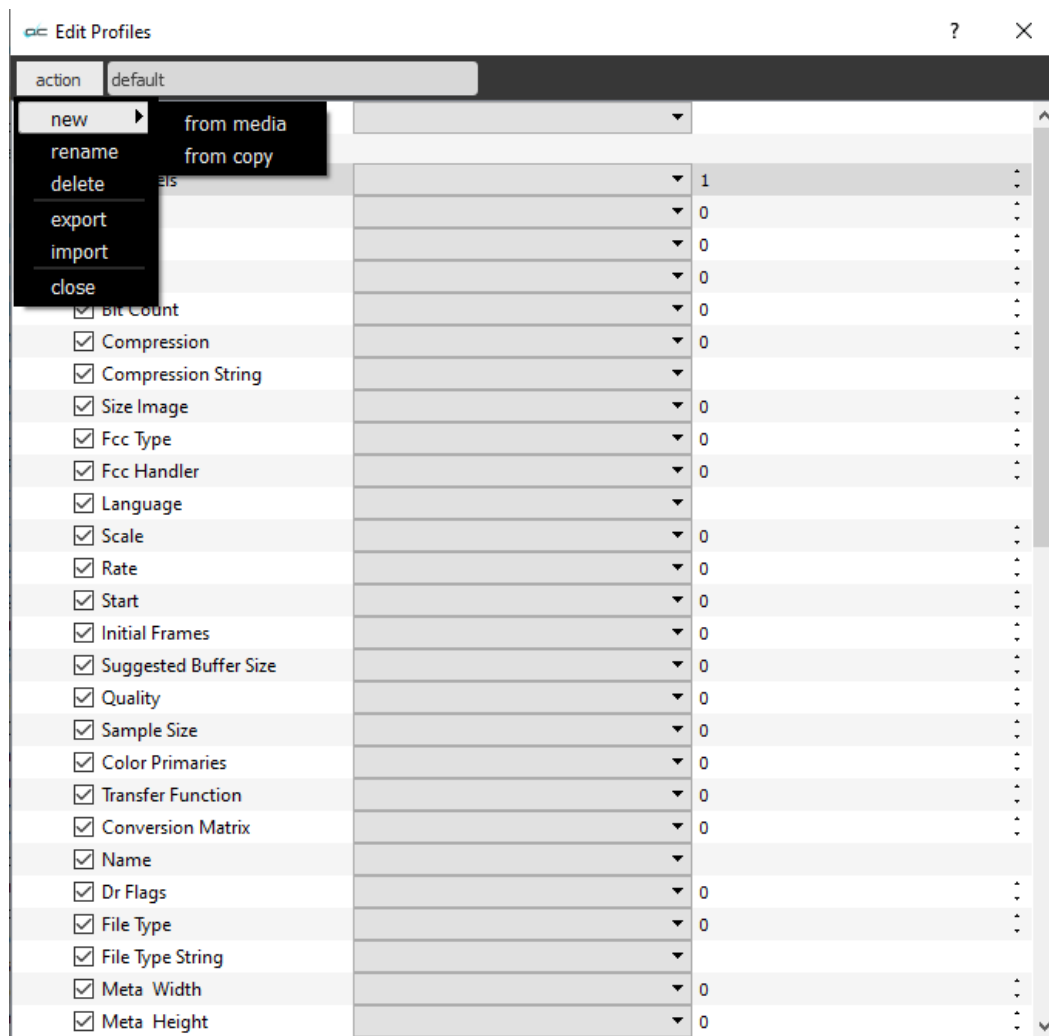 Edit Profiles ?
action default
new from media
rename from copy
delete
els 1
export 0
import 0
close 0
Bit Count 0
Compression 0
Compression String
Size Image 0
Fcc Type 0
Fcc Handler 0
Language
Scale 0
Rate 0
Start 0
Initial Frames 0
Suggested Buffer Size 0
Quality 0
Sample Size 0
Color Primaries 0
Transfer Function 0
Conversion Matrix 0
Name
Dr Flags 0
File Type 0
File Type String
Meta  Width 0
Meta  Height 0